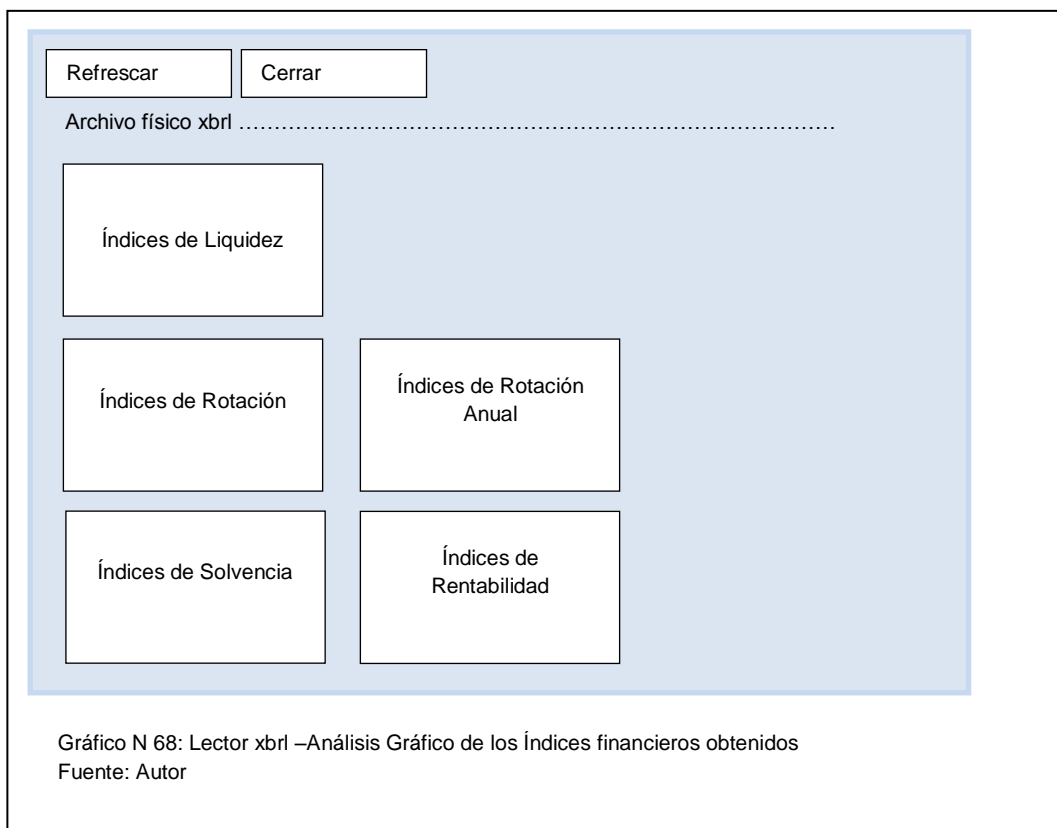 Refrescar
Cerrar
Archivo físico xbrl ……………………………………………………………………………
Índices de Liquidez
Índices de Rotación
Índices de Rotación
Anual
Índices de Solvencia
Índices de
Rentabilidad
Gráfico N 68: Lector xbrl –Análisis Gráfico de los Índices financieros obtenidos
Fuente: Autor